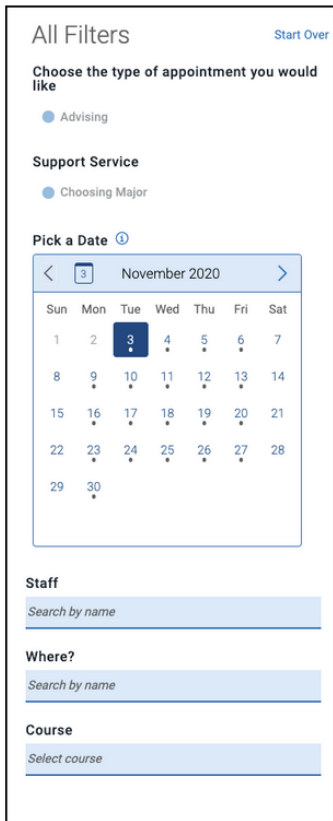 All Filters Start Over
Choose the type of appointment you would
like
Advising
Support Service
Choosing Major
Pick a Date
3 November 2020
Sun Mon Tue Wed Thu Fri Sat
1 2 3 4 5 6 7
8 9 10 11 12 13 14
15 16 17 18 19 20 21
22 23 24 25 26 27 28
29 30
Staff
Search by name
Where?
Search by name
Course
Select course